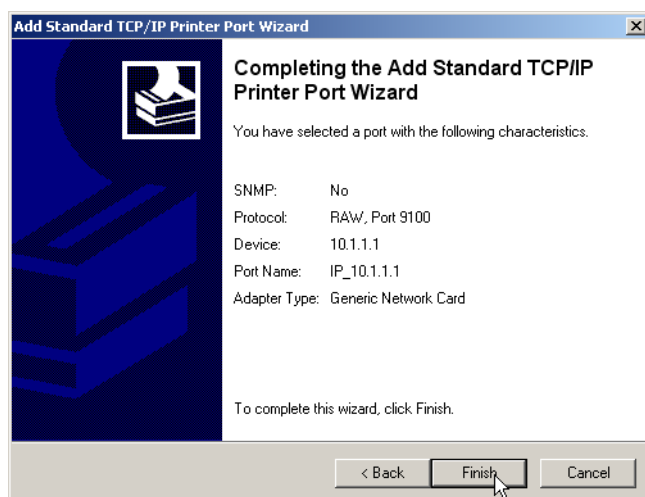 Add Standard TCP/IP Printer Port Wizard
Completing the Add Standard TCP/IP
Printer Port Wizard
You have selected a port with the following characteristics.
SNMP: No
Protocol: RAW, Port 9100
Device: 10.1.1.1
Port Name: IP_10.1.1.1
Adapter Type: Generic Network Card
To complete this wizard, click Finish.
< Back Finish Cancel